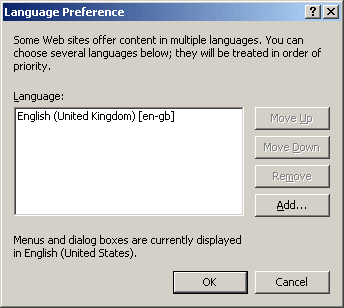 Language Preference
Some Web sites offer content in multiple languages. You can
choose several languages below; they will be treated in order of
priority.
Language:
English (United Kingdom) [en-gb]
Move Up
Move Down
Remove
Add...
Menus and dialog boxes are currently displayed
in English (United States).
OK
Cancel